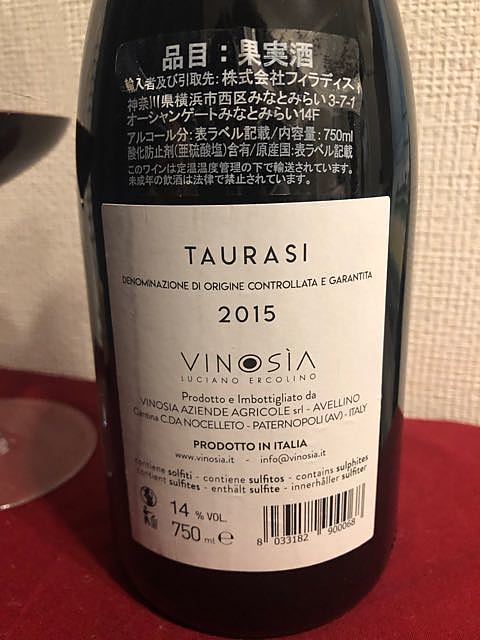 品目：果実酒
輸入者及び引取先：株式会社フィラディス
神奈川県横浜市西区みなとみらい 3-7-1
オーシャンゲートみなとみらい14F
アルコール分：表ラベル記載/内容量：750ml
酸化防止剤(亜硫酸塩)含有/原産国：表ラベル記載
このワインは定温温度管理の下で輸送されています。
未成年の飲酒は法律で禁止されています。
TAURASI
DENOMINAZIONE DI ORIGINE CONTROLLATA E GARANTITA
2015
VINOSÌA
LUCIANO ERCOLINO
Prodotto e Imbottigliato da
VINOSIA AZIENDE AGRICOLE srl - AVELLINO
Cantina C.DA NOCELLETO - PATERNOPOLI (AV) - ITALY
PRODOTTO IN ITALIA
www.vinosia.it - info@vinosia.it
contiene solfiti - contiene sulfitos - contains sulphites
contient sulfites - enthält sulfite - innerhåller sulfiter
14 % VOL.
750 ml e
8 033182 900068